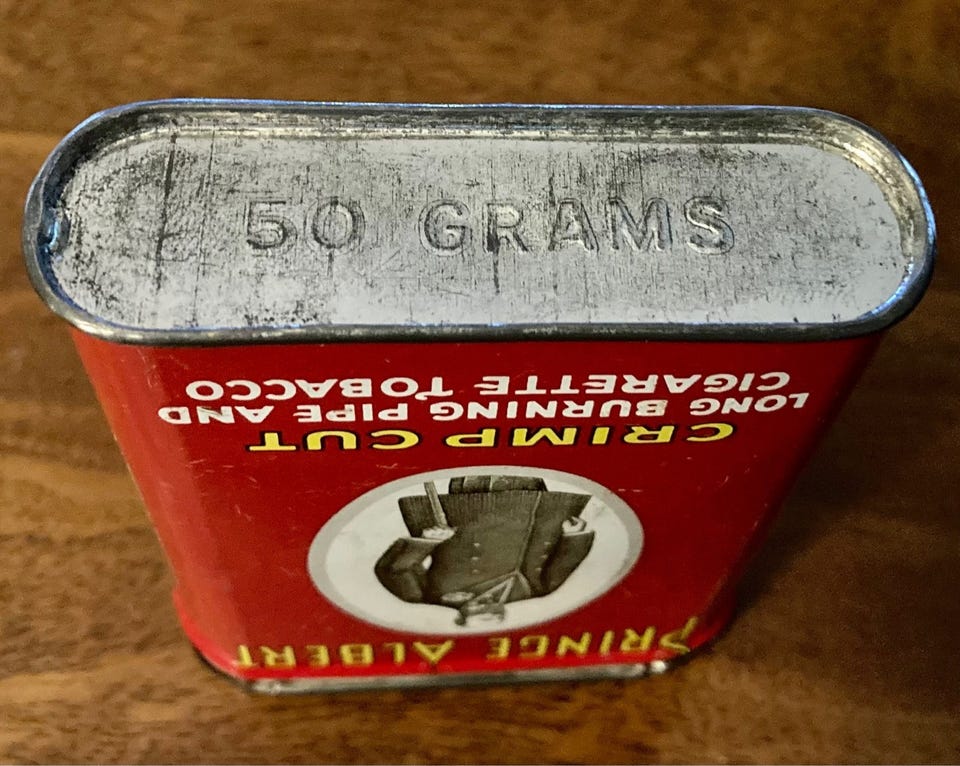 50 GRAMS
PRINCE ALBERT
CRIMP CUT
LONG BURNING PIPE AND
CIGARETTE TOBACCO